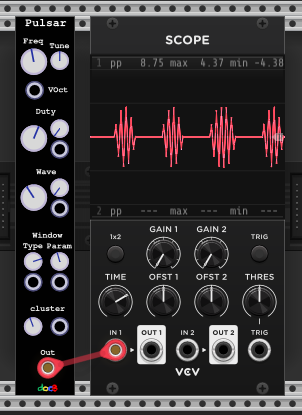 Pulsar
Freq Tune
VOct
Duty
Wave
Window
Type Param
cluster
Out
docB
SCOPE
1 pp 8.75 max 4.37 min -4.38
2 pp --- max --- min ---
1x2 GAIN 1 GAIN 2 TRIG
TIME OFST 1 OFST 2 THRES
IN 1 OUT 1 IN 2 OUT 2 TRIG
VCV